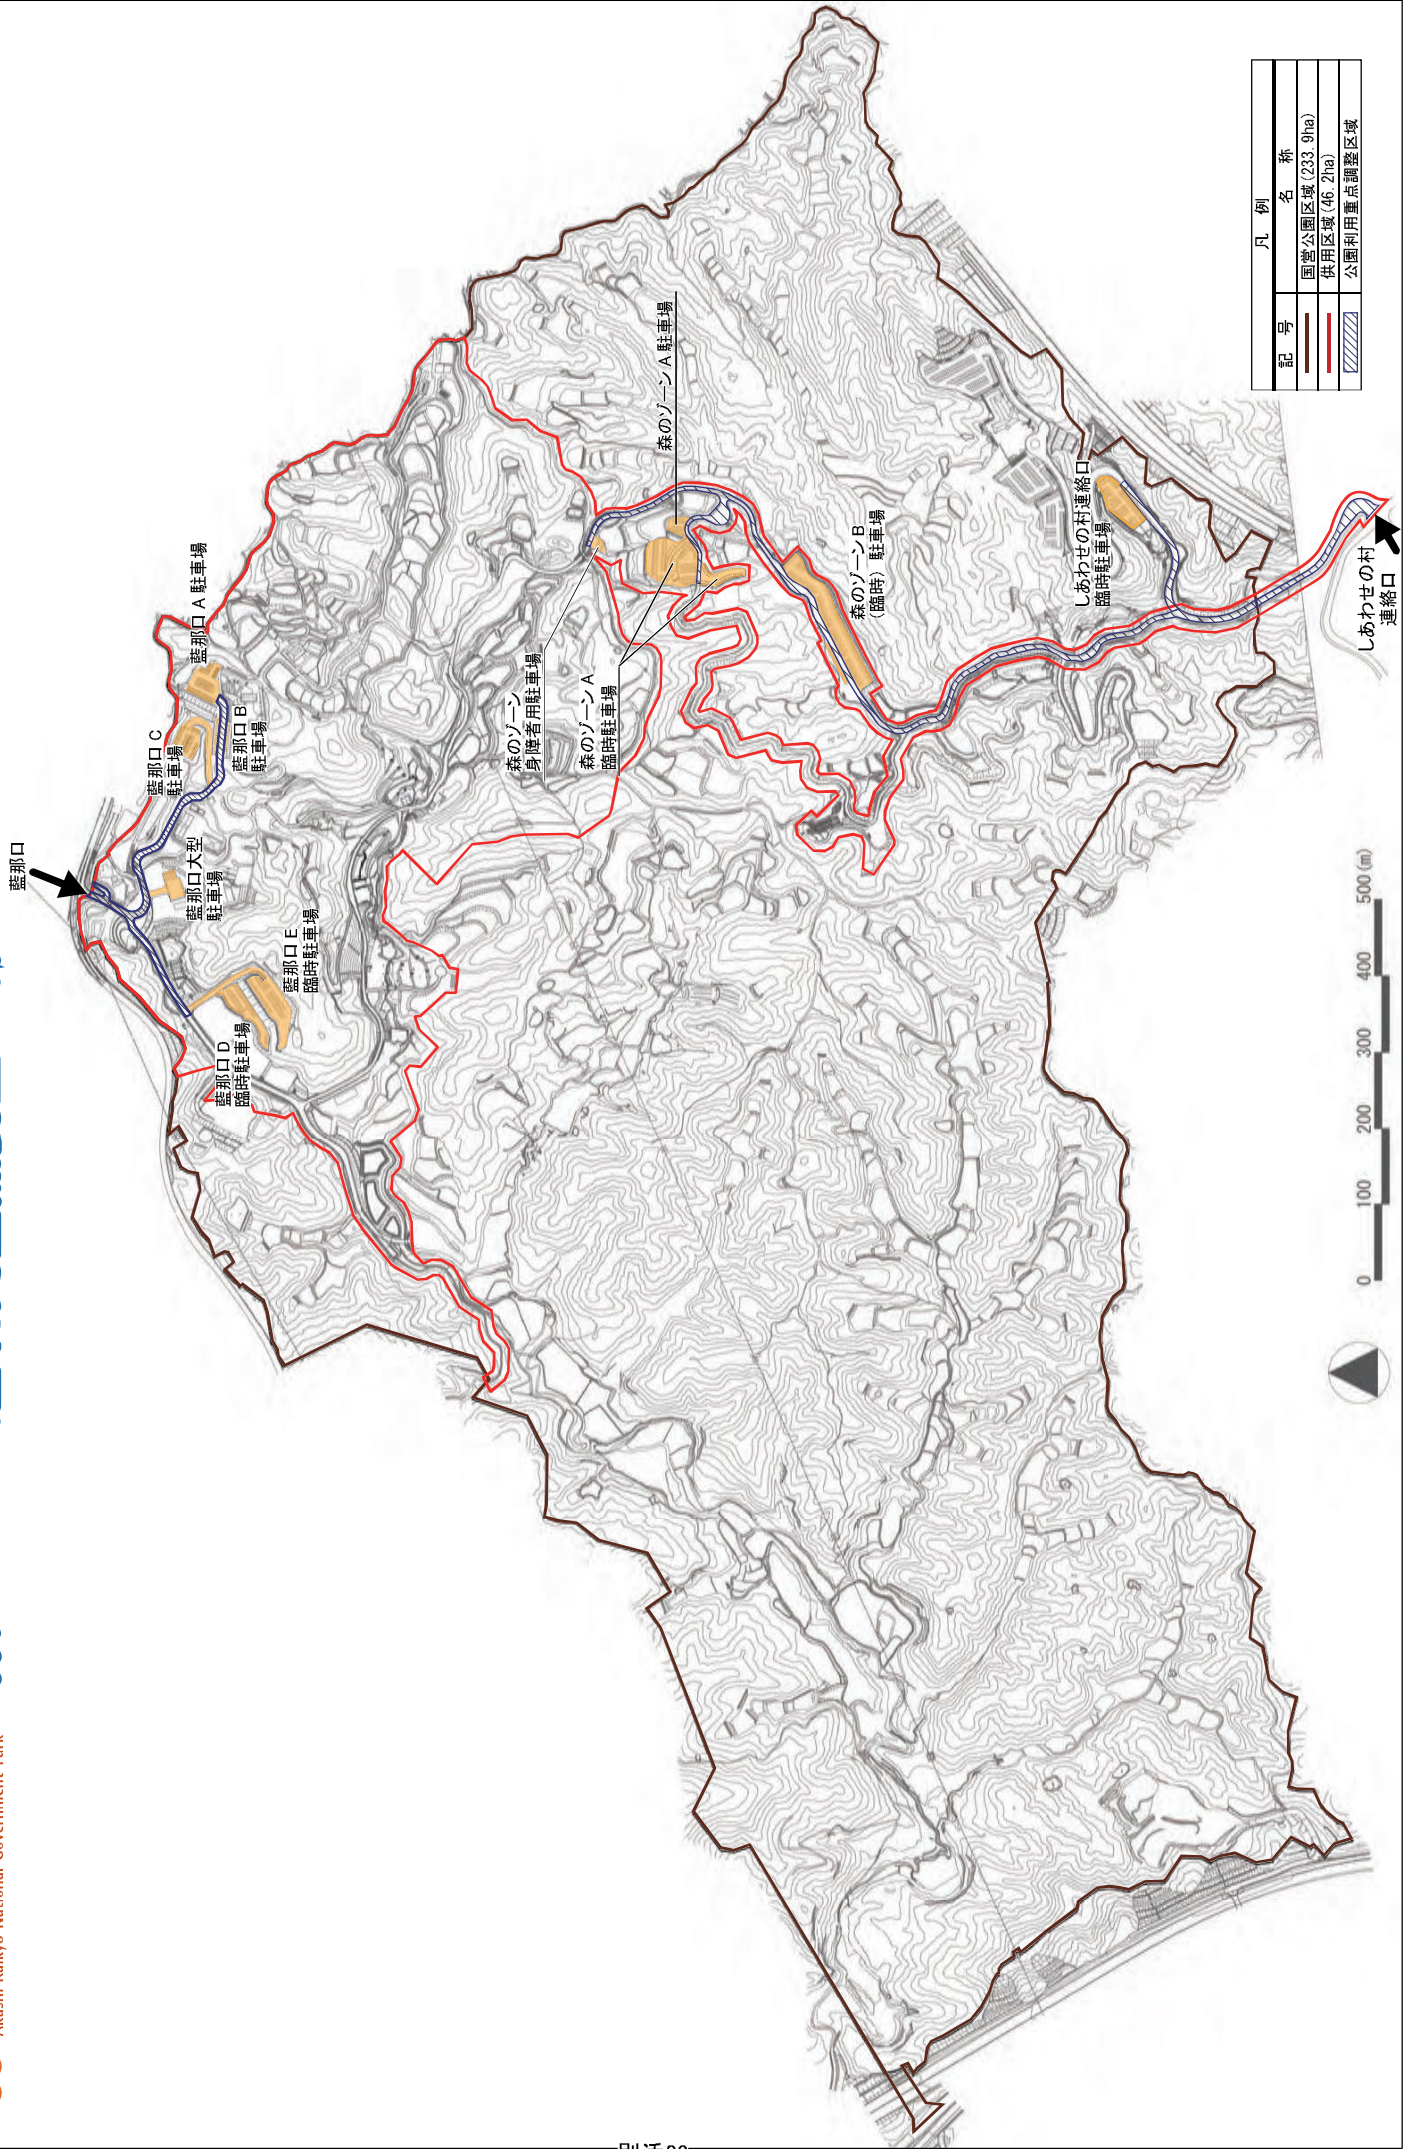 Akashi Kaikyo National Government Park
藍那口
藍那口 A 駐車場
藍那口 C
駐車場
藍那口 B
駐車場
藍那口大型
駐車場
藍那口 E
臨時駐車場
藍那口 D
臨時駐車場
森のゾーン A 駐車場
森のゾーン
身障者用駐車場
森のゾーン A
臨時駐車場
森のゾーン B
(臨時) 駐車場
しあわせの村連絡口
臨時駐車場
しあわせの村
連絡口
凡 例
記 号 名 称
国営公園区域(233.9ha)
供用区域(46.2ha)
公園利用重点調整区域
0 100 200 300 400 500(m)